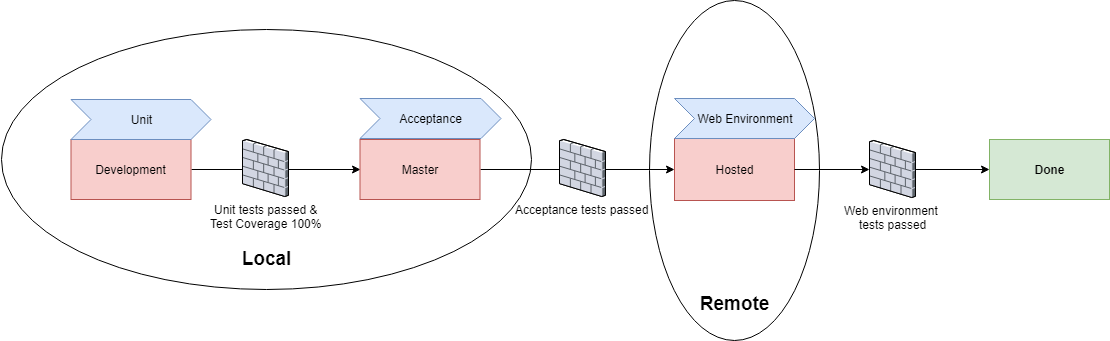 Unit
Development
Unit tests passed &
Test Coverage 100%
Acceptance
Master
Local
Acceptance tests passed
Web Environment
Hosted
Remote
Web environment
tests passed
Done